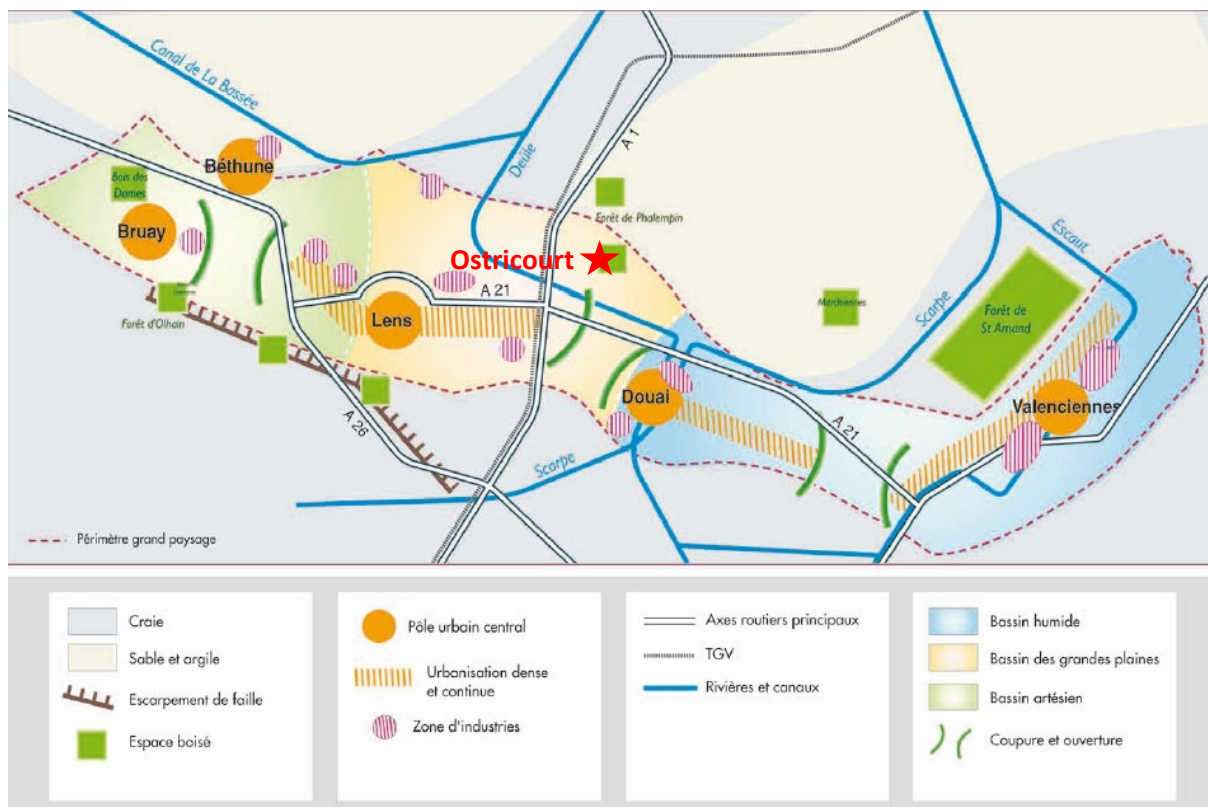 Canal de La Bassée
Deûle
A 1
Béthune
Bois des
Dames
Bruay
Forêt de Phalempin
Ostricourt
A 21
Escaut
Marchiennes
Scarpe
Forêt de
St Amand
Forêt d'Olhain
Lens
A 26
Douai
A 21
Valenciennes
Scarpe
Périmètre grand paysage
Craie
Sable et argile
Escarpement de faille
Espace boisé
Pôle urbain central
Urbanisation dense
et continue
Zone d'industries
Axes routiers principaux
TGV
Rivières et canaux
Bassin humide
Bassin des grandes plaines
Bassin artésien
Coupure et ouverture